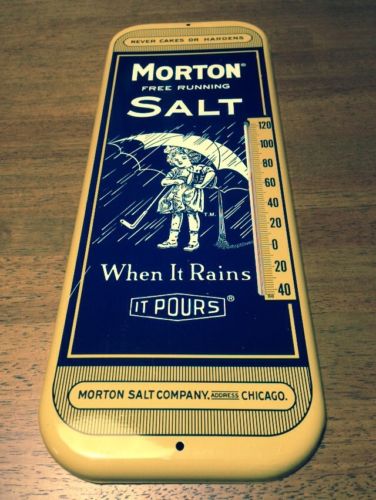 NEVER CAKES OR HARDENS
MORTON®
FREE RUNNING
SALT
120
100
80
60
40
20
0
20
40
T.M.
When It Rains
IT POURS®
MORTON SALT COMPANY. ADDRESS CHICAGO.